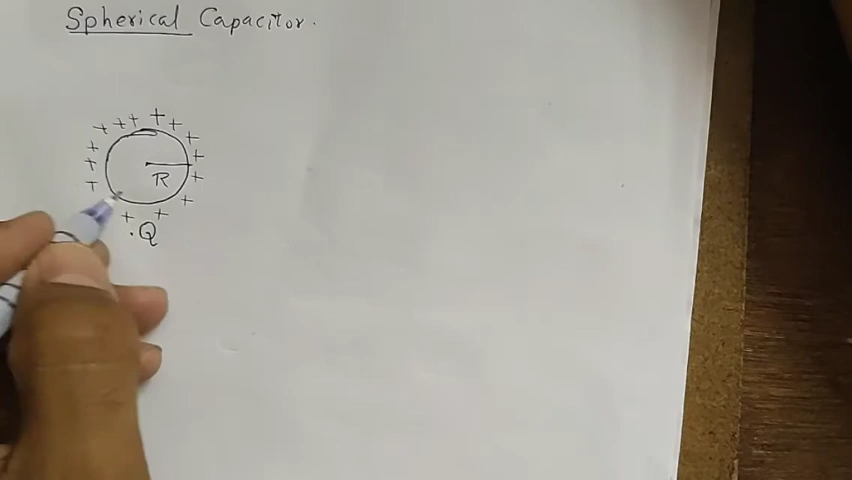 Spherical Capacitor.
+ + + + +
+ +
+ +
+ +
+ +
R
+ +
.Q